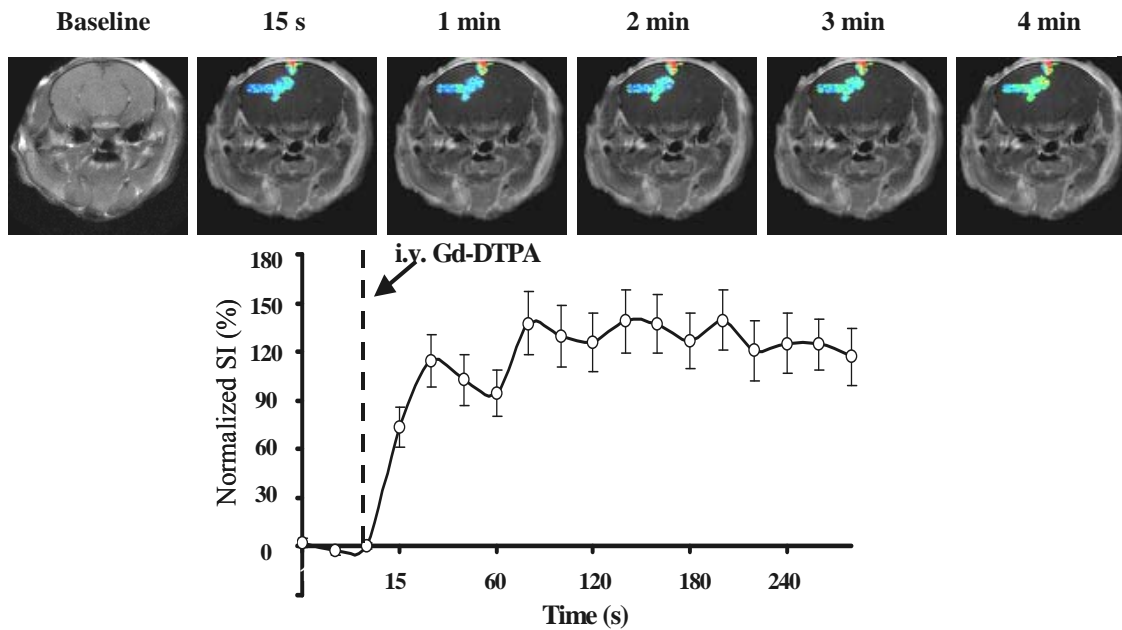 Baseline 15 s 1 min 2 min 3 min 4 min
i.v. Gd-DTPA
180
150
120
90
60
30
0
Normalized SI (%)
15 60 120 180 240
Time (s)